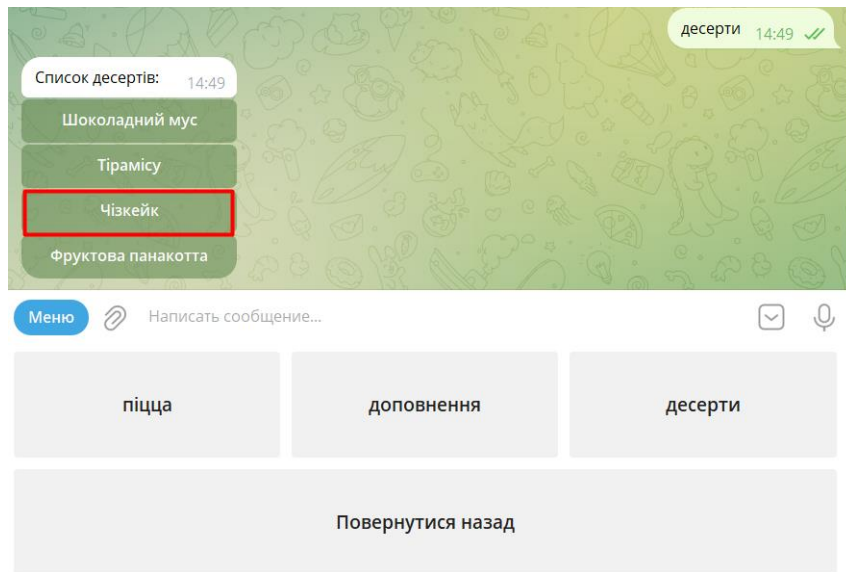 десерти 14:49
Список десертів: 14:49
Шоколадний мус
Тірамісу
Чізкейк
Фруктова панакотта
Меню Написать сообщение...
піцца доповнення десерти
Повернутися назад